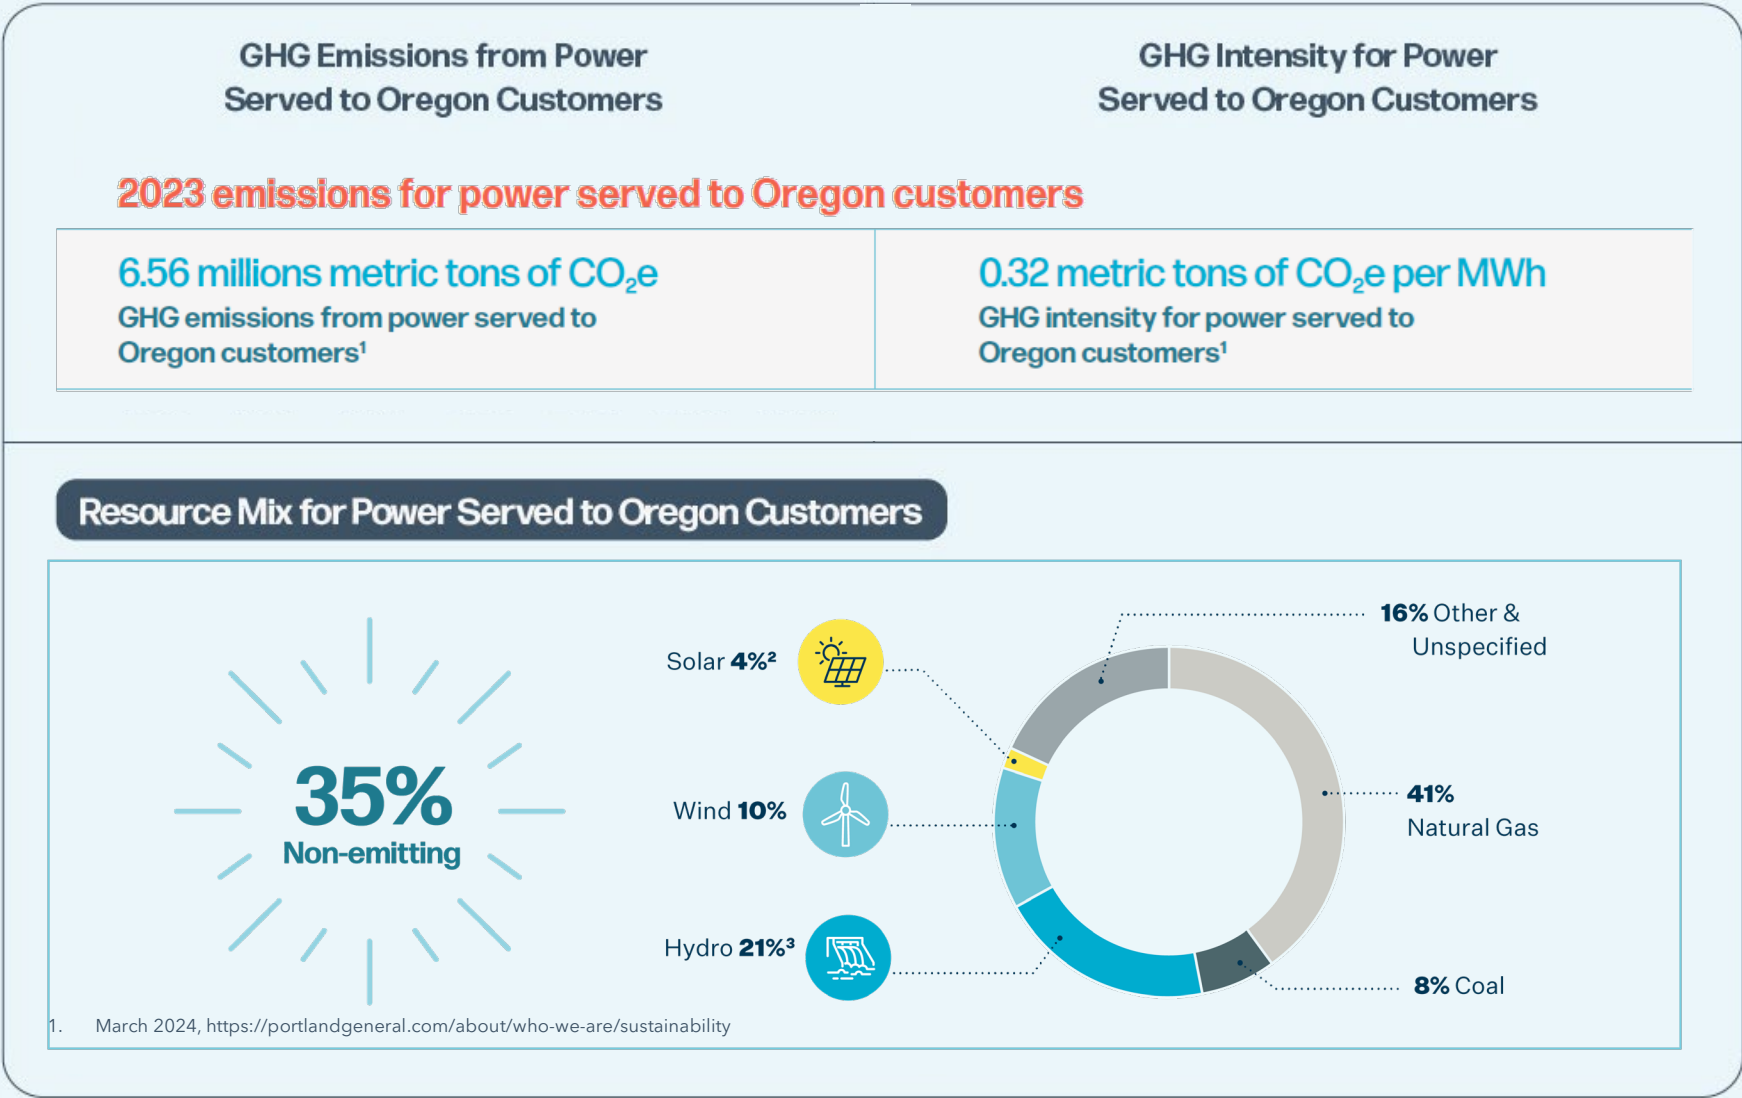 GHG Emissions from Power
Served to Oregon Customers
GHG Intensity for Power
Served to Oregon Customers
2023 emissions for power served to Oregon customers
6.56 millions metric tons of CO₂e
GHG emissions from power served to
Oregon customers¹
0.32 metric tons of CO₂e per MWh
GHG intensity for power served to
Oregon customers¹
Resource Mix for Power Served to Oregon Customers
35%
Non-emitting
Solar 4%²
Wind 10%
Hydro 21%³
16% Other &
Unspecified
41%
Natural Gas
8% Coal
1. March 2024, https://portlandgeneral.com/about/who-we-are/sustainability